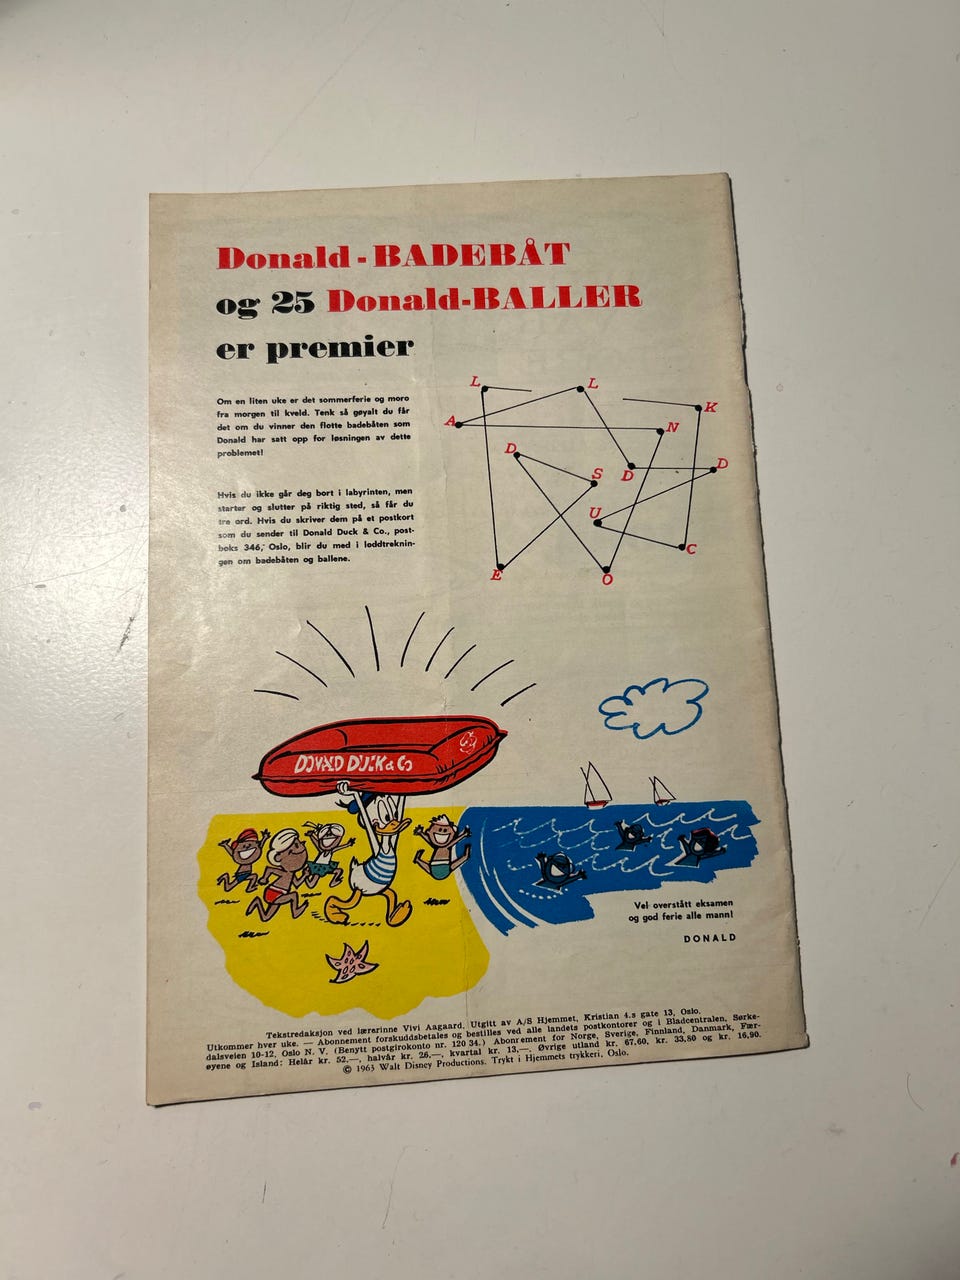 Donald-BADEBÅT
og 25 Donald-BALLER
er premier
Om en liten uke er det sommerferie og moro
fra morgen til kveld. Tenk så gøyalt du får
det om du vinner den flotte badebåten som
Donald har satt opp for løsningen av dette
problemet!
Hvis du ikke går deg bort i labyrinten, men
starter og slutter på riktig sted, så får du
tre ord. Hvis du skriver dem på et postkort
som du sender til Donald Duck & Co., post-
boks 346, Oslo, blir du med i loddtreknin-
gen om badebåten og ballene.
L L
K
A N
D S D D
U
C
E O
DONALD DUCK & Co
Vel overstått eksamen
og god ferie alle mann!
DONALD
Tekstredaksjon ved lærerinne Vivi Aagaard. Utgitt av A/S Hjemmet, Kristian 4.s gate 13, Oslo.
Utkommer hver uke. — Abonnement forskuddsbetales og bestilles ved alle landets postkontorer og i Bladcentralen, Sørke-
dalsveien 10-12, Oslo N. V. (Benytt postgirokonto nr. 120 34.) Abonnement for Norge, Sverige, Finnland, Danmark, Fær-
øyene og Island: Helår kr. 52,—, halvår kr. 26,—, kvartal kr. 13,—. Øvrige utland kr. 67.60, kr. 33.80 og kr. 16.90.
© 1963 Walt Disney Productions. Trykt i Hjemmets trykkeri, Oslo.